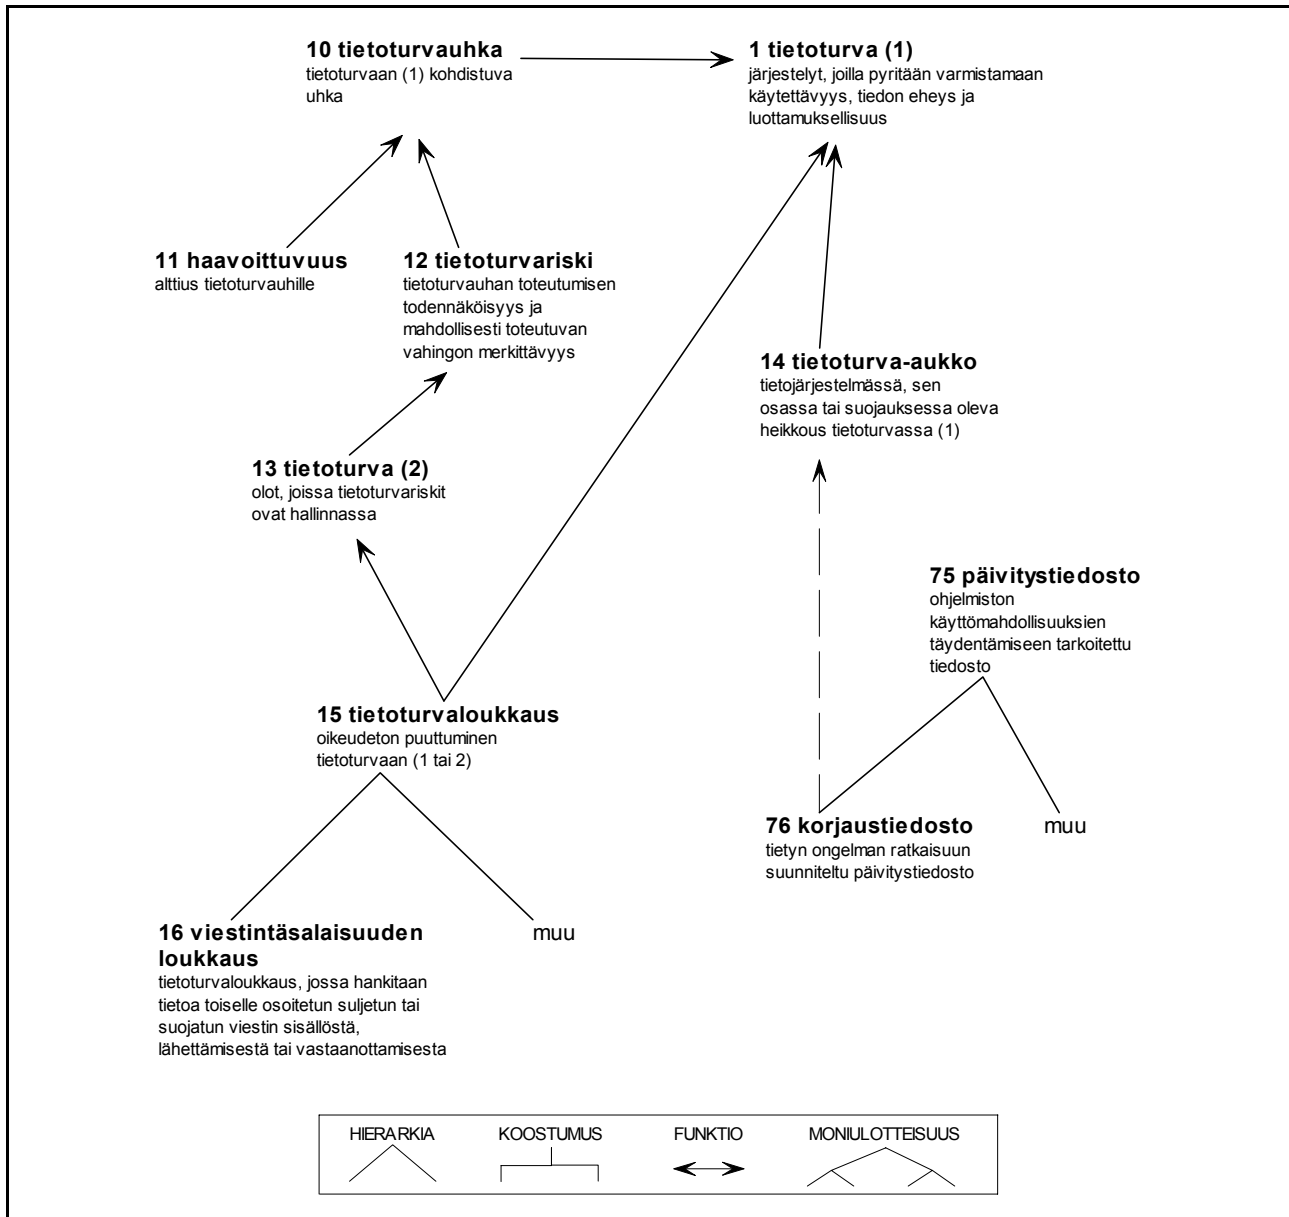 10 tietoturvauhka
tietoturvaan (1) kohdistuva
uhka
1 tietoturva (1)
järjestelyt, joilla pyritään varmistamaan
käytettävyys, tiedon eheys ja
luottamuksellisuus
11 haavoittuvuus
alttius tietoturvauhille
12 tietoturvariski
tietoturvauhan toteutumisen
todennäköisyys ja
mahdollisesti toteutuvan
vahingon merkittävyys
14 tietoturva-aukko
tietojärjestelmässä, sen
osassa tai suojauksessa oleva
heikkous tietoturvassa (1)
13 tietoturva (2)
olot, joissa tietoturvariskit
ovat hallinnassa
75 päivitystiedosto
ohjelmiston
käyttömahdollisuuksien
täydentämiseen tarkoitettu
tiedosto
15 tietoturvaloukkaus
oikeudeton puuttuminen
tietoturvaan (1 tai 2)
76 korjaustiedosto
tietyn ongelman ratkaisuun
suunniteltu päivitystiedosto
muu
16 viestintäsalaisuuden
loukkaus
tietoturvaloukkaus, jossa hankitaan
tietoa toiselle osoitetun suljetun tai
suojatun viestin sisällöstä,
lähettämisestä tai vastaanottamisesta
muu
HIERARKIA
KOOSTUMUS
FUNKTIO
MONIULOTTEISUUS